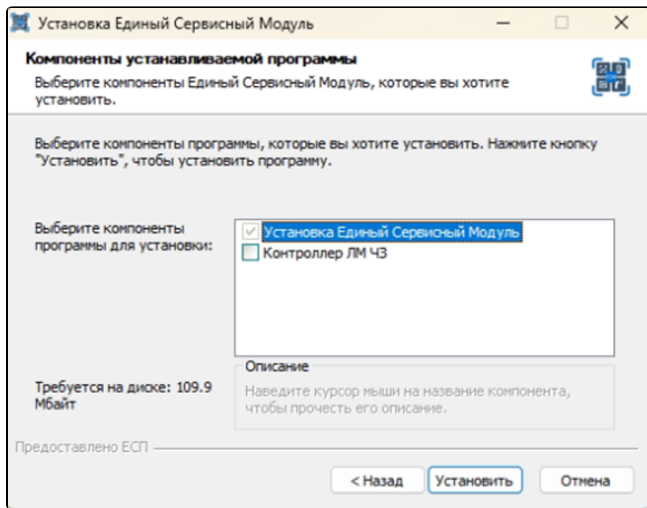 Установка Единый Сервисный Модуль
Компоненты устанавливаемой программы
Выберите компоненты Единый Сервисный Модуль, которые вы хотите
установить.
Выберите компоненты программы, которые вы хотите установить. Нажмите кнопку
"Установить", чтобы установить программу.
Выберите компоненты
программы для установки:
Установка Единый Сервисный Модуль
Контроллер ЛМ ЧЗ
Требуется на диске: 109.9
Мбайт
Описание
Наведите курсор мыши на название компонента,
чтобы прочесть его описание.
Предоставлено ЕСП
< Назад
Установить
Отмена